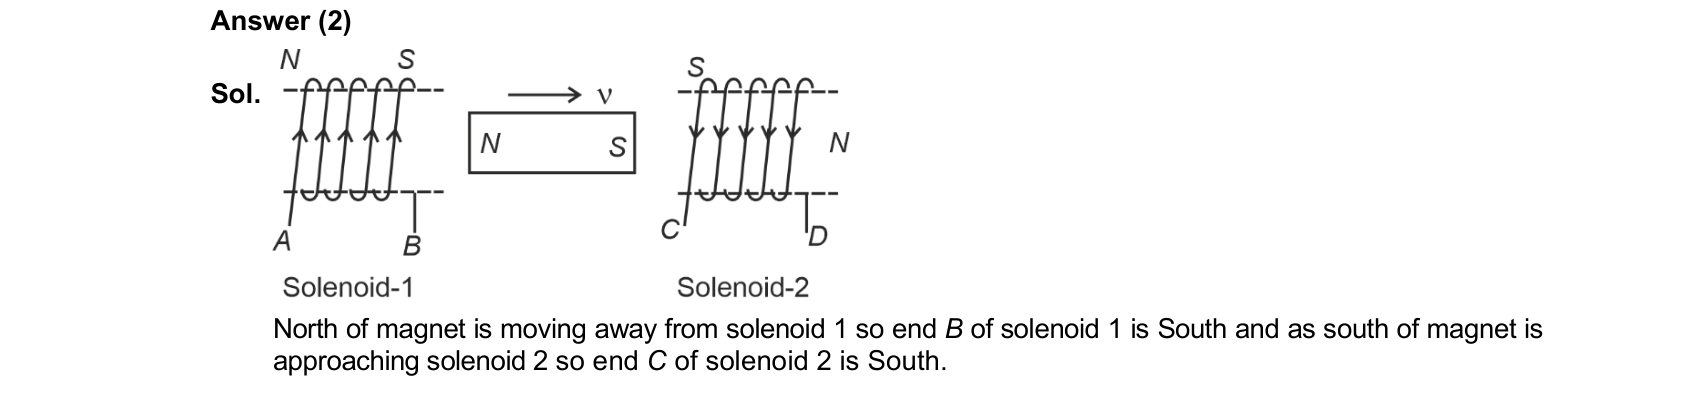 Answer (2)
N S S
Sol. v
N S N
A B C D
Solenoid-1 Solenoid-2
North of magnet is moving away from solenoid 1 so end B of solenoid 1 is South and as south of magnet is
approaching solenoid 2 so end C of solenoid 2 is South.